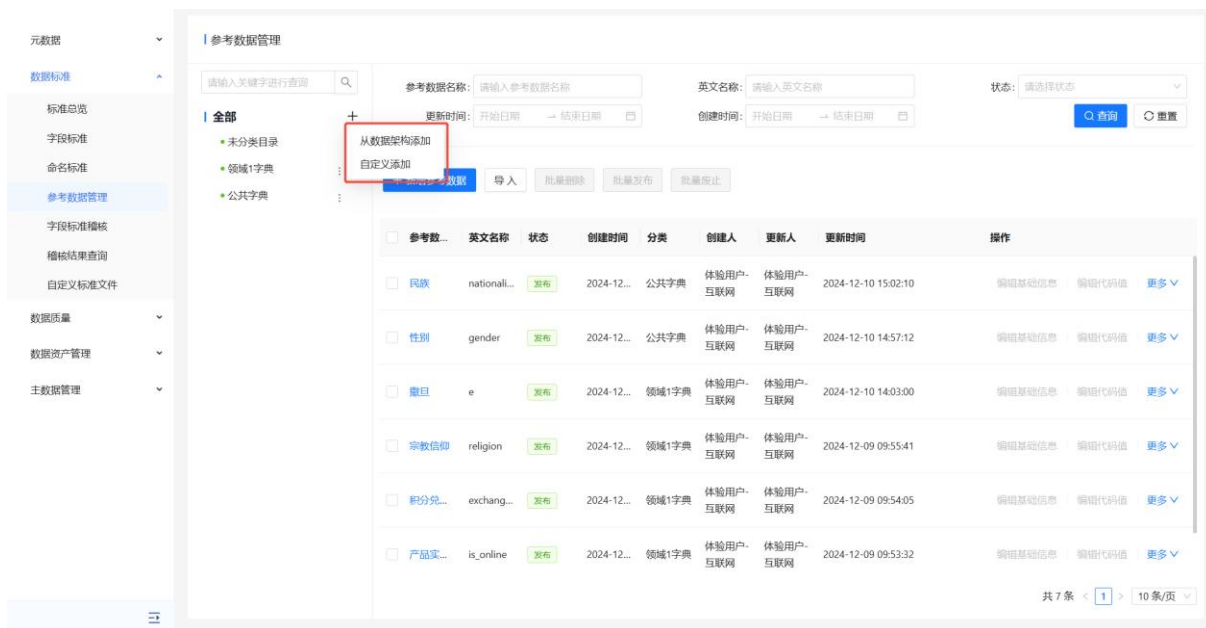 元数据
数据标准
标准总览
字段标准
命名标准
参考数据管理
字段标准稽核
稽核结果查询
自定义标准文件
数据质量
数据资产管理
主数据管理
参考数据管理
请输入关键字进行查询
全部 +
未分类目录
领域1字典
公共字典
从数据架构添加
自定义添加
参考数据名称: 请输入参考数据名称 英文名称: 请输入英文名称 状态: 请选择状态
更新时间: 开始日期 → 结束日期 创建时间: 开始日期 → 结束日期 查询 重置
数据 导入 批量删除 批量发布 批量废止
参考数... 英文名称 状态 创建时间 分类 创建人 更新人 更新时间 操作
民族 nationali... 发布 2024-12... 公共字典 体验用户-互联网 体验用户-互联网 2024-12-10 15:02:10 编辑基础信息 编辑代码值 更多
性别 gender 发布 2024-12... 公共字典 体验用户-互联网 体验用户-互联网 2024-12-10 14:57:12 编辑基础信息 编辑代码值 更多
撒旦 e 发布 2024-12... 领域1字典 体验用户-互联网 体验用户-互联网 2024-12-10 14:03:00 编辑基础信息 编辑代码值 更多
宗教信仰 religion 发布 2024-12... 领域1字典 体验用户-互联网 体验用户-互联网 2024-12-09 09:55:41 编辑基础信息 编辑代码值 更多
积分兑... exchang... 发布 2024-12... 领域1字典 体验用户-互联网 体验用户-互联网 2024-12-09 09:54:05 编辑基础信息 编辑代码值 更多
产品实... is_online 发布 2024-12... 领域1字典 体验用户-互联网 体验用户-互联网 2024-12-09 09:53:32 编辑基础信息 编辑代码值 更多
共 7 条 < 1 > 10 条/页